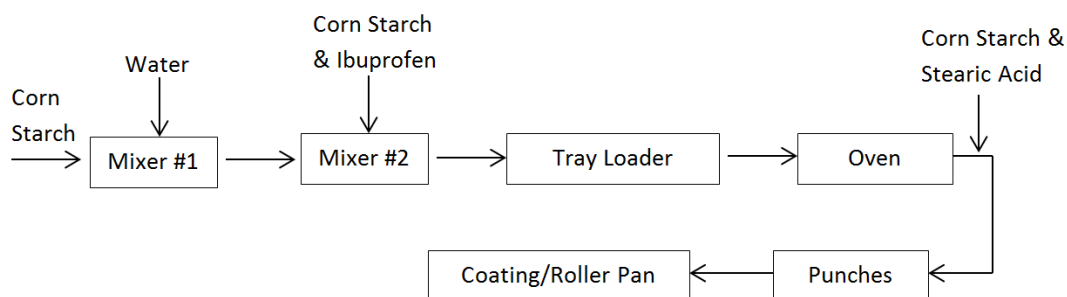 Corn
Starch
Water
Mixer #1
Corn Starch
& Ibuprofen
Mixer #2
Tray Loader
Oven
Corn Starch &
Stearic Acid
Punches
Coating/Roller Pan